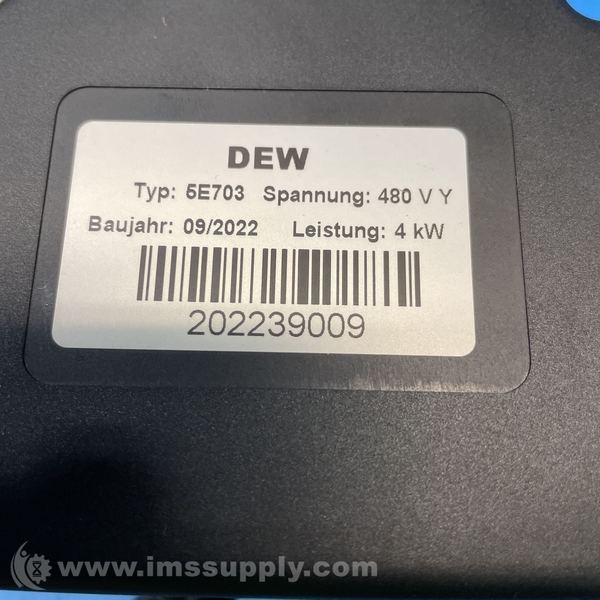 DEW
Typ: 5E703 Spannung: 480 V Y
Baujahr: 09/2022 Leistung: 4 kW
202239009
www.imssupply.com